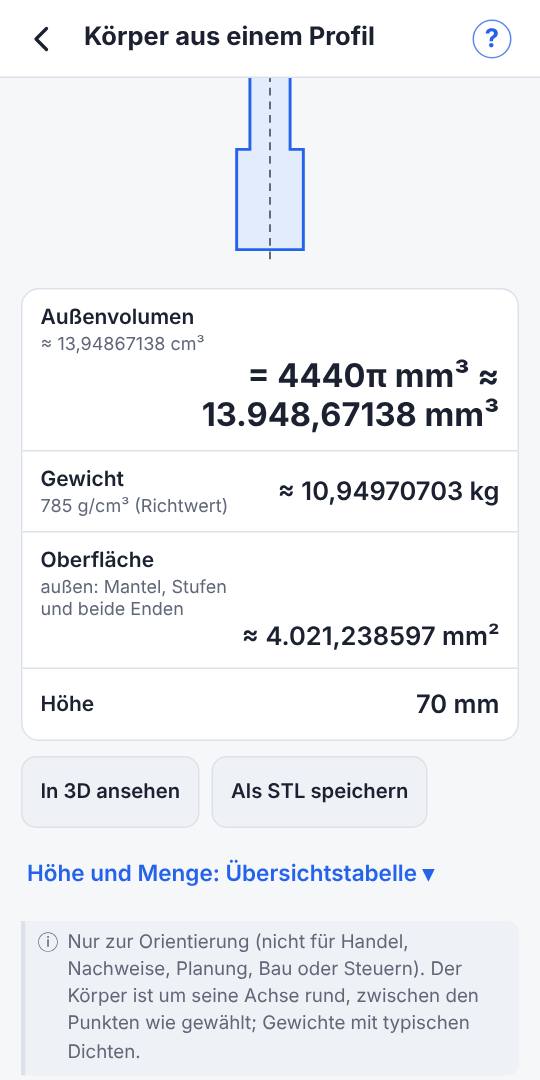 Körper aus einem Profil
?
Außenvolumen
≈ 13,94867138 cm³
= 4440π mm³ ≈
13.948,67138 mm³
Gewicht
785 g/cm³ (Richtwert)
≈ 10,94970703 kg
Oberfläche
außen: Mantel, Stufen
und beide Enden
≈ 4.021,238597 mm²
Höhe
70 mm
In 3D ansehen
Als STL speichern
Höhe und Menge: Übersichtstabelle ▾
ⓘ Nur zur Orientierung (nicht für Handel,
Nachweise, Planung, Bau oder Steuern). Der
Körper ist um seine Achse rund, zwischen den
Punkten wie gewählt; Gewichte mit typischen
Dichten.